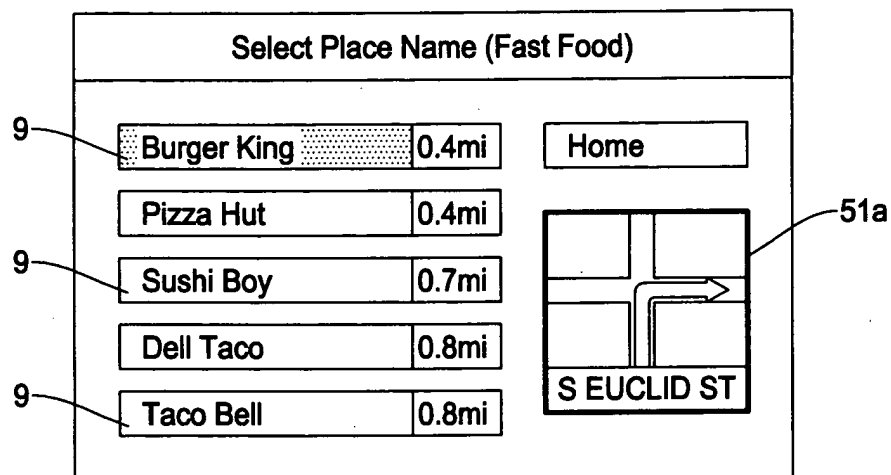 Select Place Name (Fast Food)
9 Burger King 0.4mi Home
Pizza Hut 0.4mi
51a
9 Sushi Boy 0.7mi
Dell Taco 0.8mi
S EUCLID ST
9 Taco Bell 0.8mi